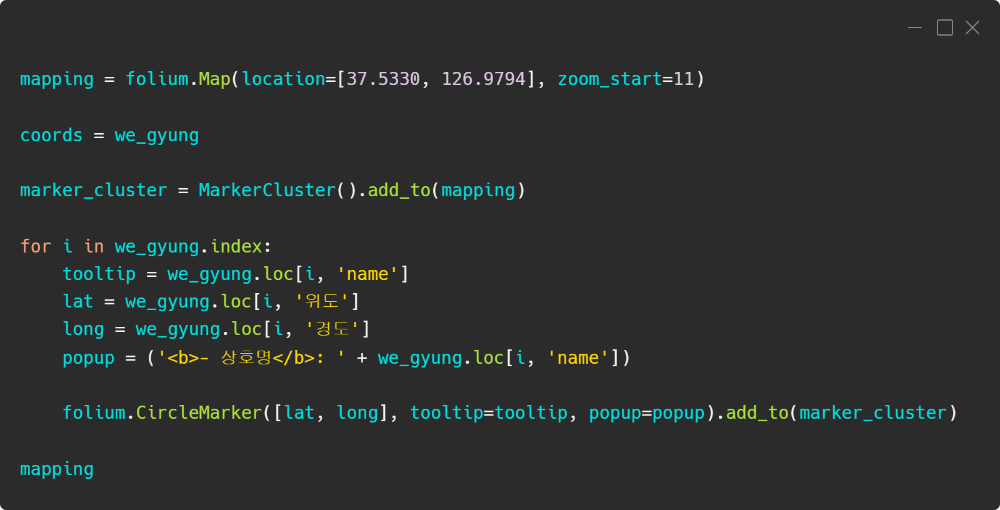 mapping = folium.Map(location=[37.5330, 126.9794], zoom_start=11)
coords = we_gyung
marker_cluster = MarkerCluster().add_to(mapping)
for i in we_gyung.index:
    tooltip = we_gyung.loc[i, 'name']
    lat = we_gyung.loc[i, '위도']
    long = we_gyung.loc[i, '경도']
    popup = ('<b>- 상호명</b>: ' + we_gyung.loc[i, 'name'])
    folium.CircleMarker([lat, long], tooltip=tooltip, popup=popup).add_to(marker_cluster)
mapping